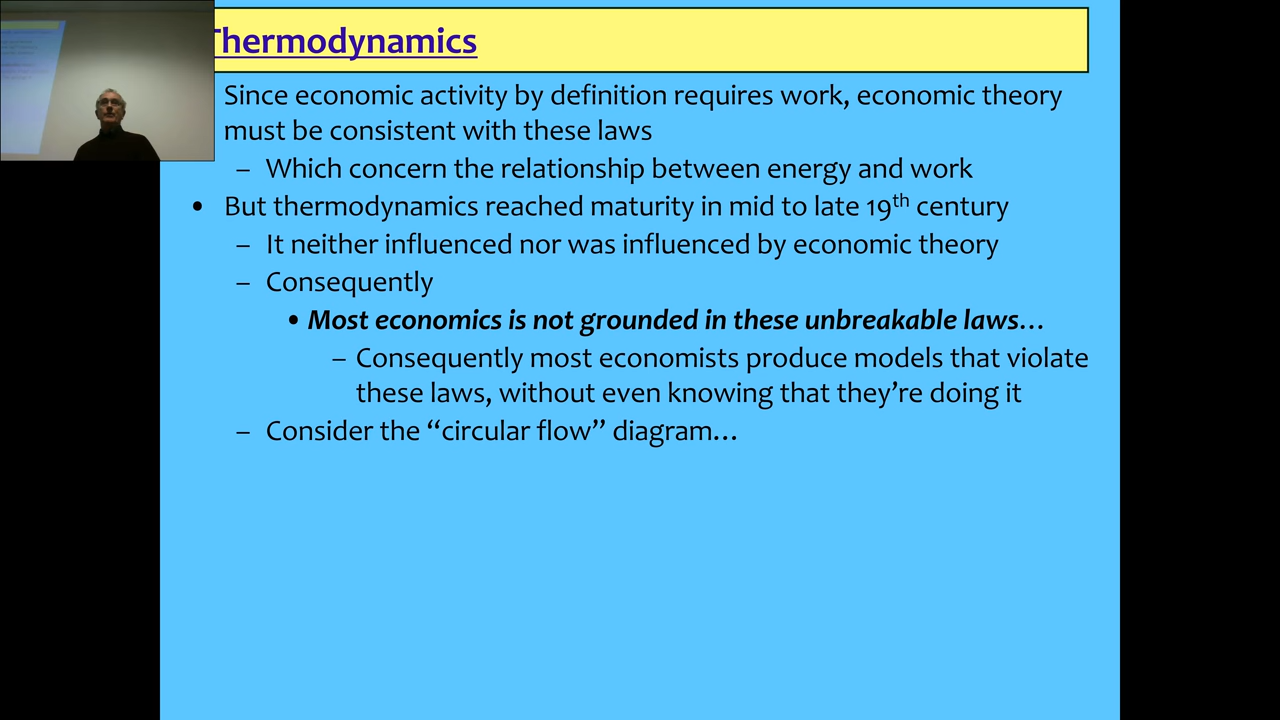 Thermodynamics
Since economic activity by definition requires work, economic theory
must be consistent with these laws
– Which concern the relationship between energy and work
• But thermodynamics reached maturity in mid to late 19th century
– It neither influenced nor was influenced by economic theory
– Consequently
• Most economics is not grounded in these unbreakable laws…
– Consequently most economists produce models that violate
these laws, without even knowing that they’re doing it
– Consider the “circular flow” diagram…